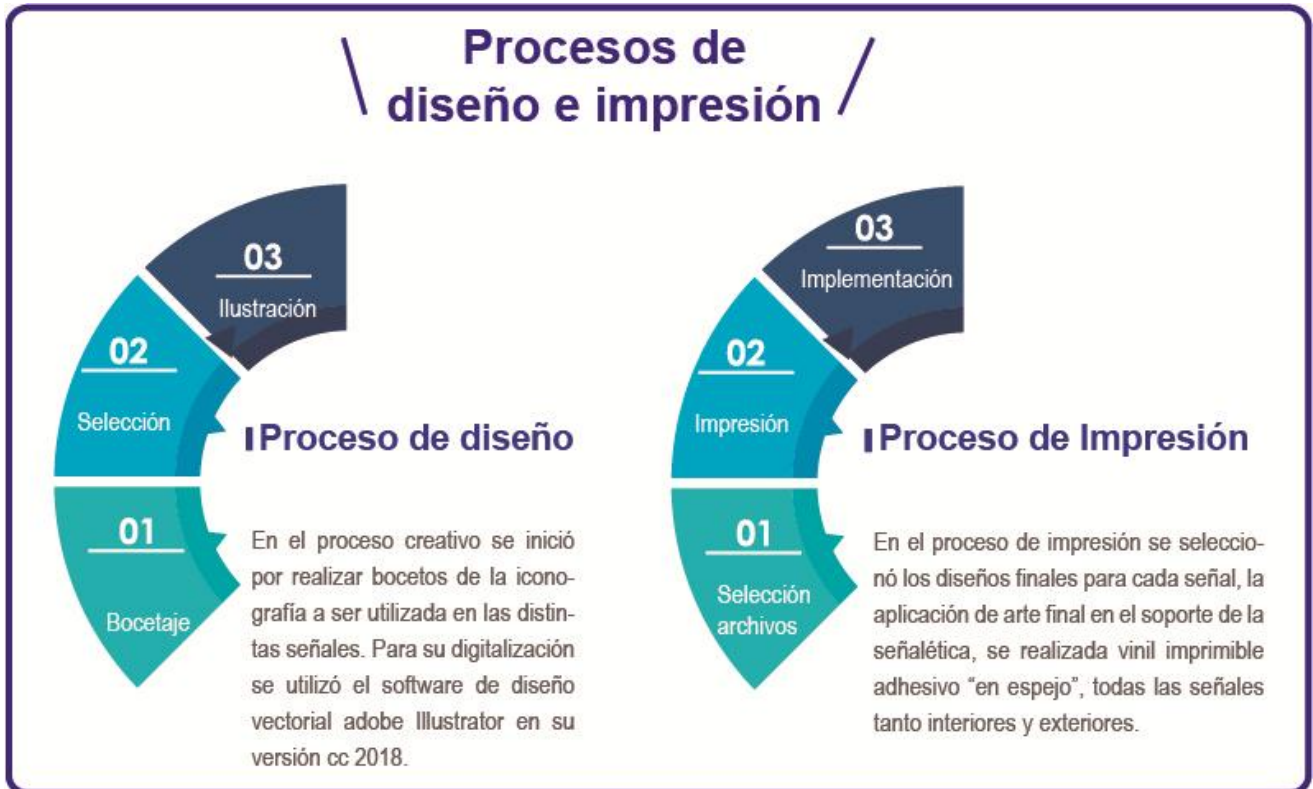 Procesos de
diseño e impresión
03
Ilustración
02
Selección
01
Bocetaje
Proceso de diseño
En el proceso creativo se inició
por realizar bocetos de la icono-
grafía a ser utilizada en las distin-
tas señales. Para su digitalización
se utilizó el software de diseño
vectorial adobe Illustrator en su
versión cc 2018.
03
Implementación
02
Impresión
01
Selección
archivos
Proceso de Impresión
En el proceso de impresión se seleccio-
nó los diseños finales para cada señal, la
aplicación de arte final en el soporte de la
señalética, se realizada vinil imprimible
adhesivo “en espejo”, todas las señales
tanto interiores y exteriores.